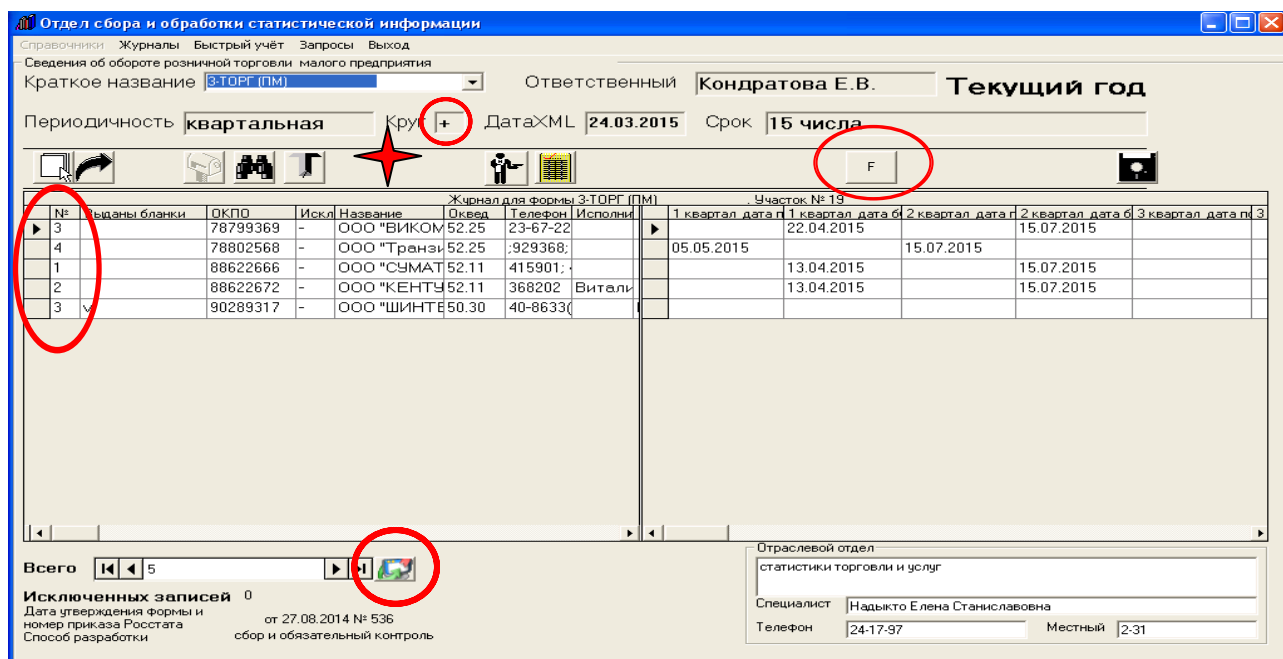 Отдел сбора и обработки статистической информации
Справочники Журналы Быстрый учёт Запросы Выход
Сведения об обороте розничной торговли малого предприятия
Краткое название 3-ТОРГ (ПМ) Ответственный Кондратова Е.В. Текущий год
Периодичность квартальная Круг + ДатаXML 24.03.2015 Срок 15 числа
F
Журнал для формы 3-ТОРГ (ПМ) . Участок № 19
№ Выданы бланки ОКПО Искл Название Оквед Телефон Исполни 1 квартал дата п 1 квартал дата б 2 квартал дата п 2 квартал дата б 3 квартал дата по 3
3 78799369 - ООО "ВИКОМ 52.25 23-67-22 22.04.2015 15.07.2015
4 78802568 - ООО "Транзи 52.25 ;929368; 05.05.2015 15.07.2015
1 88622666 - ООО "СУМАТ 52.11 415901; 13.04.2015 15.07.2015
2 88622672 - ООО "КЕНТУ 52.11 368202 Витали 13.04.2015 15.07.2015
3 v 90289317 - ООО "ШИНТЕ 50.30 40-8633(
Всего 5
Исключенных записей 0
Дата утверждения формы и
номер приказа Росстата от 27.08.2014 № 536
Способ разработки сбор и обязательный контроль
Отраслевой отдел
статистики торговли и услуг
Специалист Надыкто Елена Станиславовна
Телефон 24-17-97 Местный 2-31